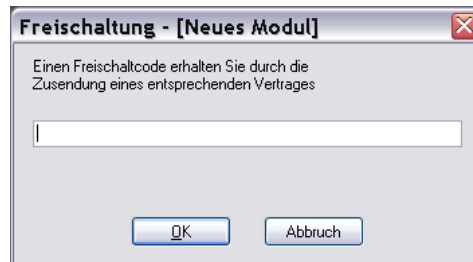 Freischaltung - [Neues Modul]
Einen Freischaltcode erhalten Sie durch die
Zusendung eines entsprechenden Vertrages
OK
Abbruch